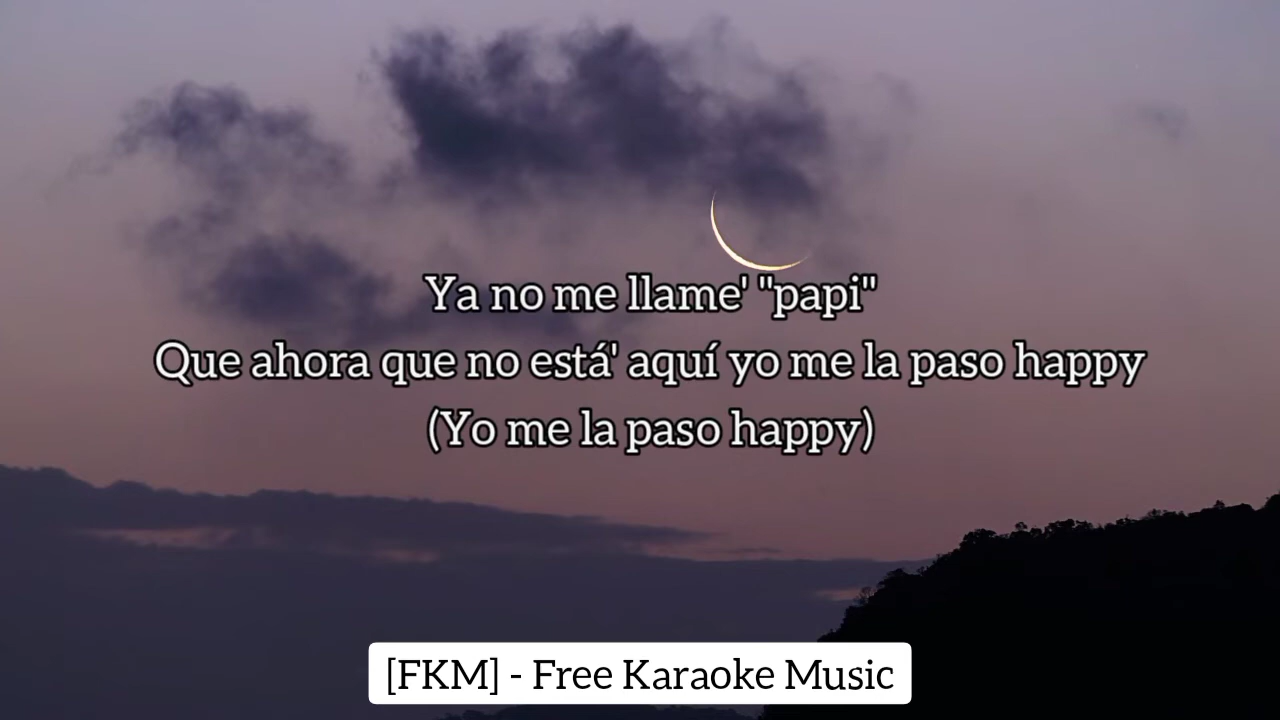 Ya no me llame' "papi"
Que ahora que no está' aquí yo me la paso happy
(Yo me la paso happy)
[FKM] - Free Karaoke Music